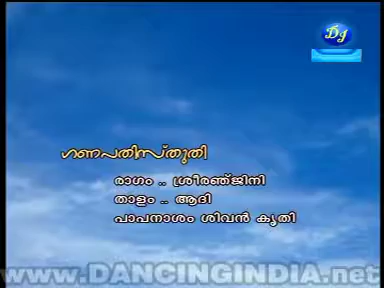 DJ
ഗണപതിസ്തുതി
രാഗം .. ശ്രീരഞ്ജിനി
താളം .. ആദി
പാപനാശം ശിവൻ കൃതി
www.DANCINGINDIA.net